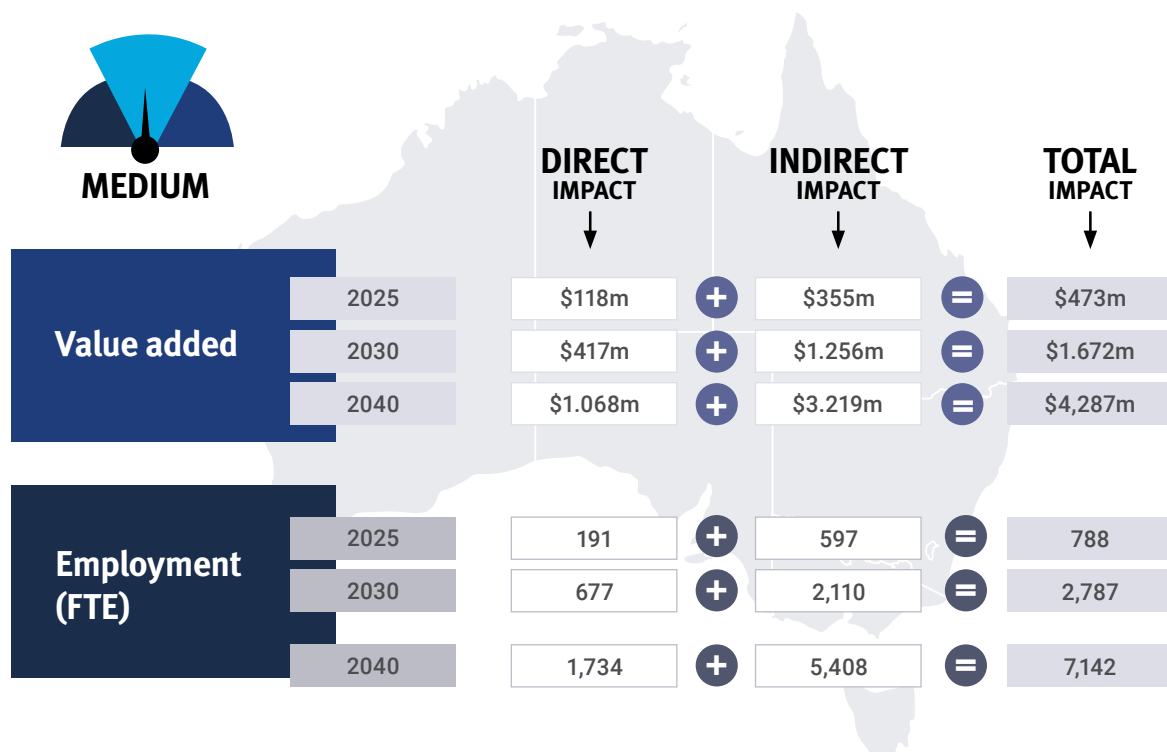 MEDIUM
DIRECT
IMPACT
INDIRECT
IMPACT
TOTAL
IMPACT
Value added
2025 $118m + $355m = $473m
2030 $417m + $1.256m = $1.672m
2040 $1.068m + $3.219m = $4,287m
Employment
(FTE)
2025 191 + 597 = 788
2030 677 + 2,110 = 2,787
2040 1,734 + 5,408 = 7,142